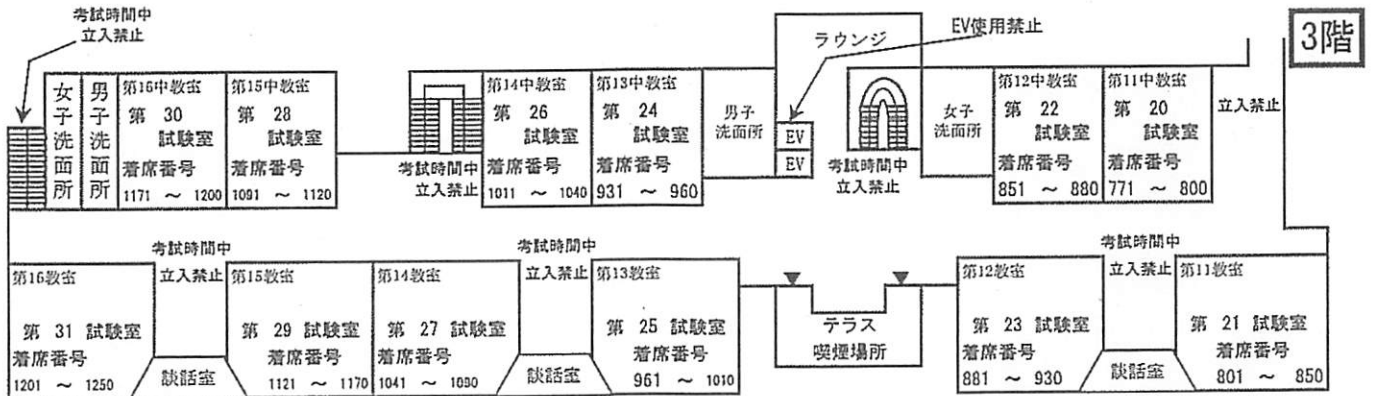 考試時間中
立入禁止
ラウンジ
EV使用禁止
3階
女子洗面所
男子洗面所
第16中教室
第 30
試験室
着席番号
1171 ～ 1200
第15中教室
第 28
試験室
着席番号
1091 ～ 1120
考試時間中
立入禁止
第14中教室
第 26
試験室
着席番号
1011 ～ 1040
第13中教室
第 24
試験室
着席番号
931 ～ 960
男子
洗面所
EV
EV
考試時間中
立入禁止
女子
洗面所
第12中教室
第 22
試験室
着席番号
851 ～ 880
第11中教室
第 20
試験室
着席番号
771 ～ 800
立入禁止
第16教室
第 31 試験室
着席番号
1201 ～ 1250
考試時間中
立入禁止
談話室
第15教室
第 29 試験室
着席番号
1121 ～ 1170
第14教室
第 27 試験室
着席番号
1041 ～ 1090
考試時間中
立入禁止
談話室
第13教室
第 25 試験室
着席番号
961 ～ 1010
テラス
喫煙場所
第12教室
第 23 試験室
着席番号
881 ～ 930
考試時間中
立入禁止
談話室
第11教室
第 21 試験室
着席番号
801 ～ 850